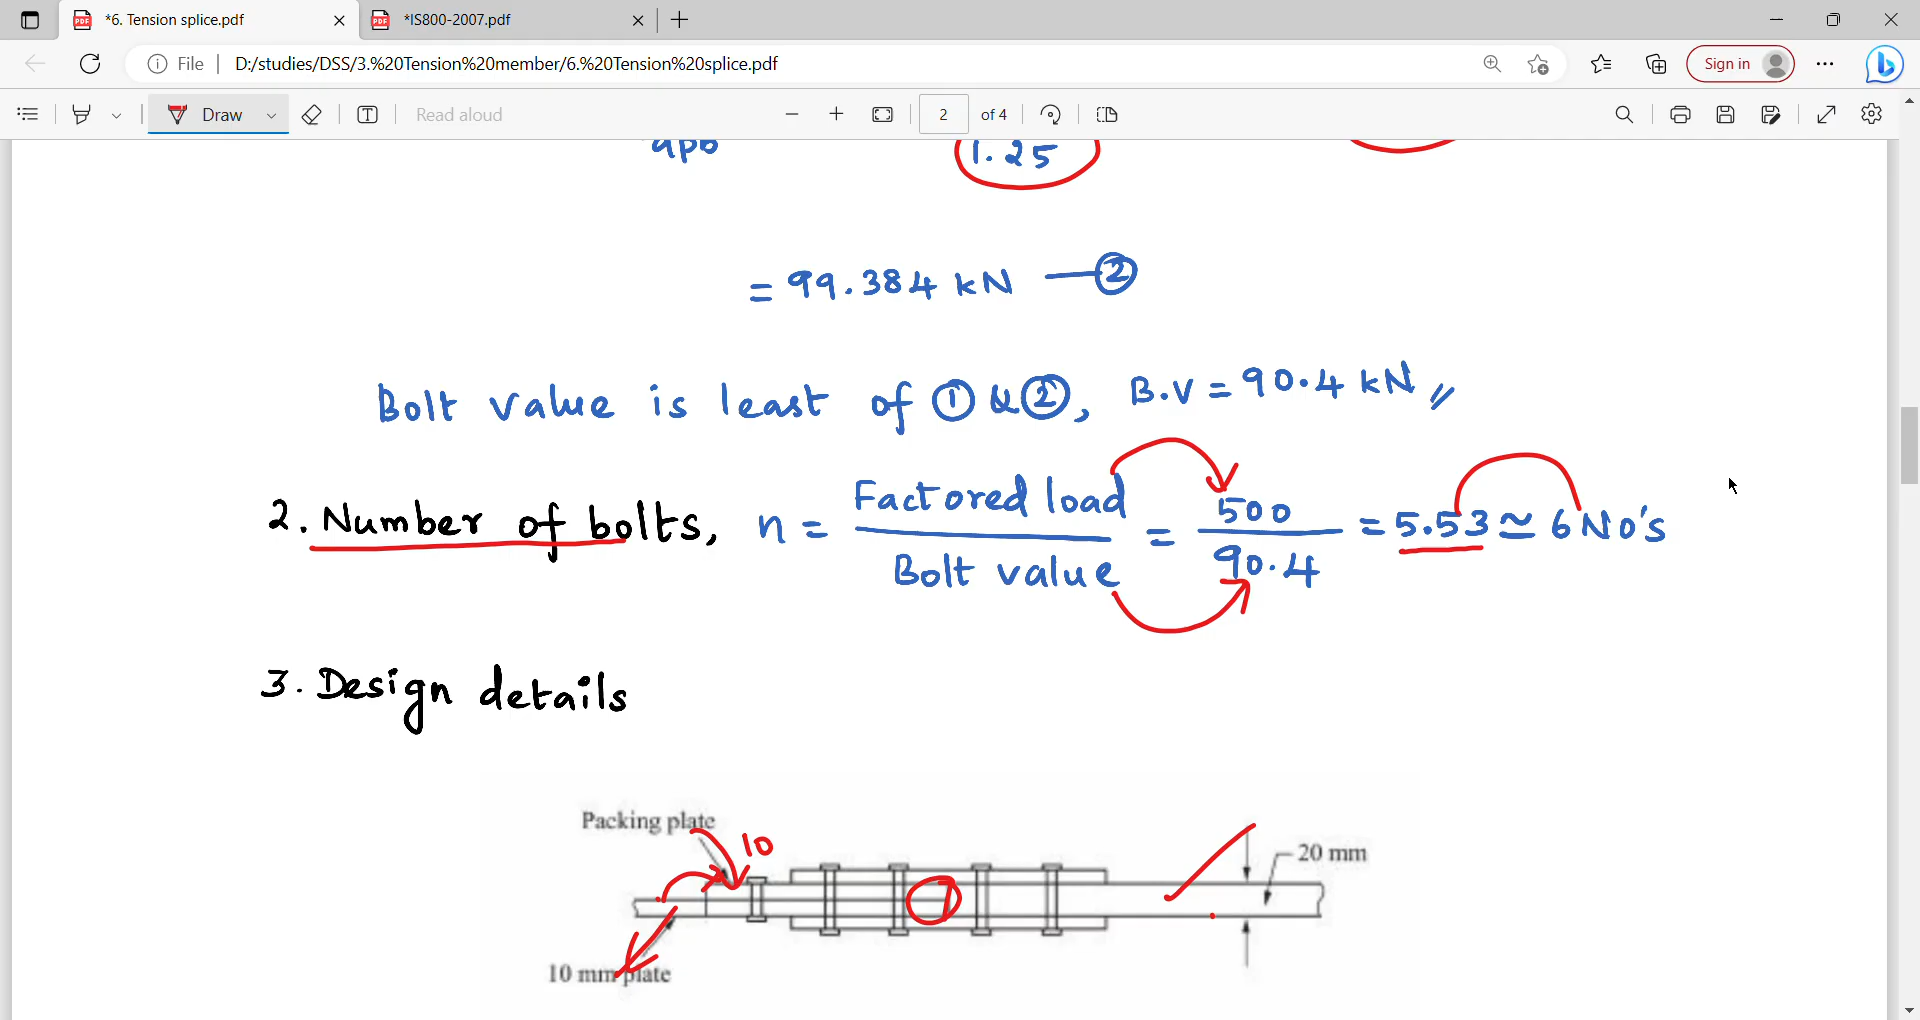 *6. Tension splice.pdf
*IS800-2007.pdf
File
D:/studies/DSS/3.%20Tension%20member/6.%20Tension%20splice.pdf
Sign in
Draw
Read aloud
2 of 4
1.25
= 99.384 kN — ②
Bolt value is least of ① & ②, B.V = 90.4 kN //
2. Number of bolts, n = Factored load / Bolt value = 500 / 90.4 = 5.53 ≃ 6 No's
3. Design details
Packing plate
10
20 mm
10 mm plate